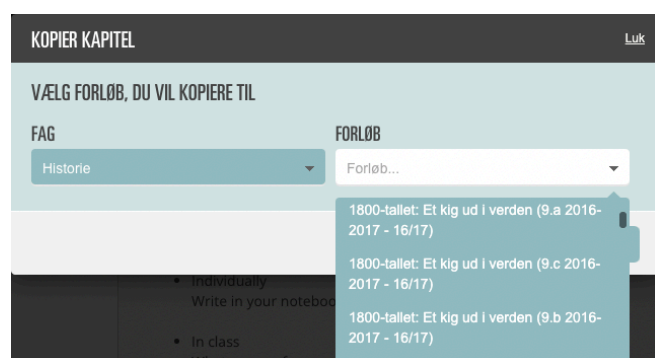 KOPIER KAPITEL
Luk
VÆLG FORLØB, DU VIL KOPIERE TIL
FAG
FORLØB
Historie
Forløb...
1800-tallet: Et kig ud i verden (9.a 2016-
2017 - 16/17)
1800-tallet: Et kig ud i verden (9.c 2016-
2017 - 16/17)
1800-tallet: Et kig ud i verden (9.b 2016-
2017 - 16/17)
• Individually
Write in your
• In class